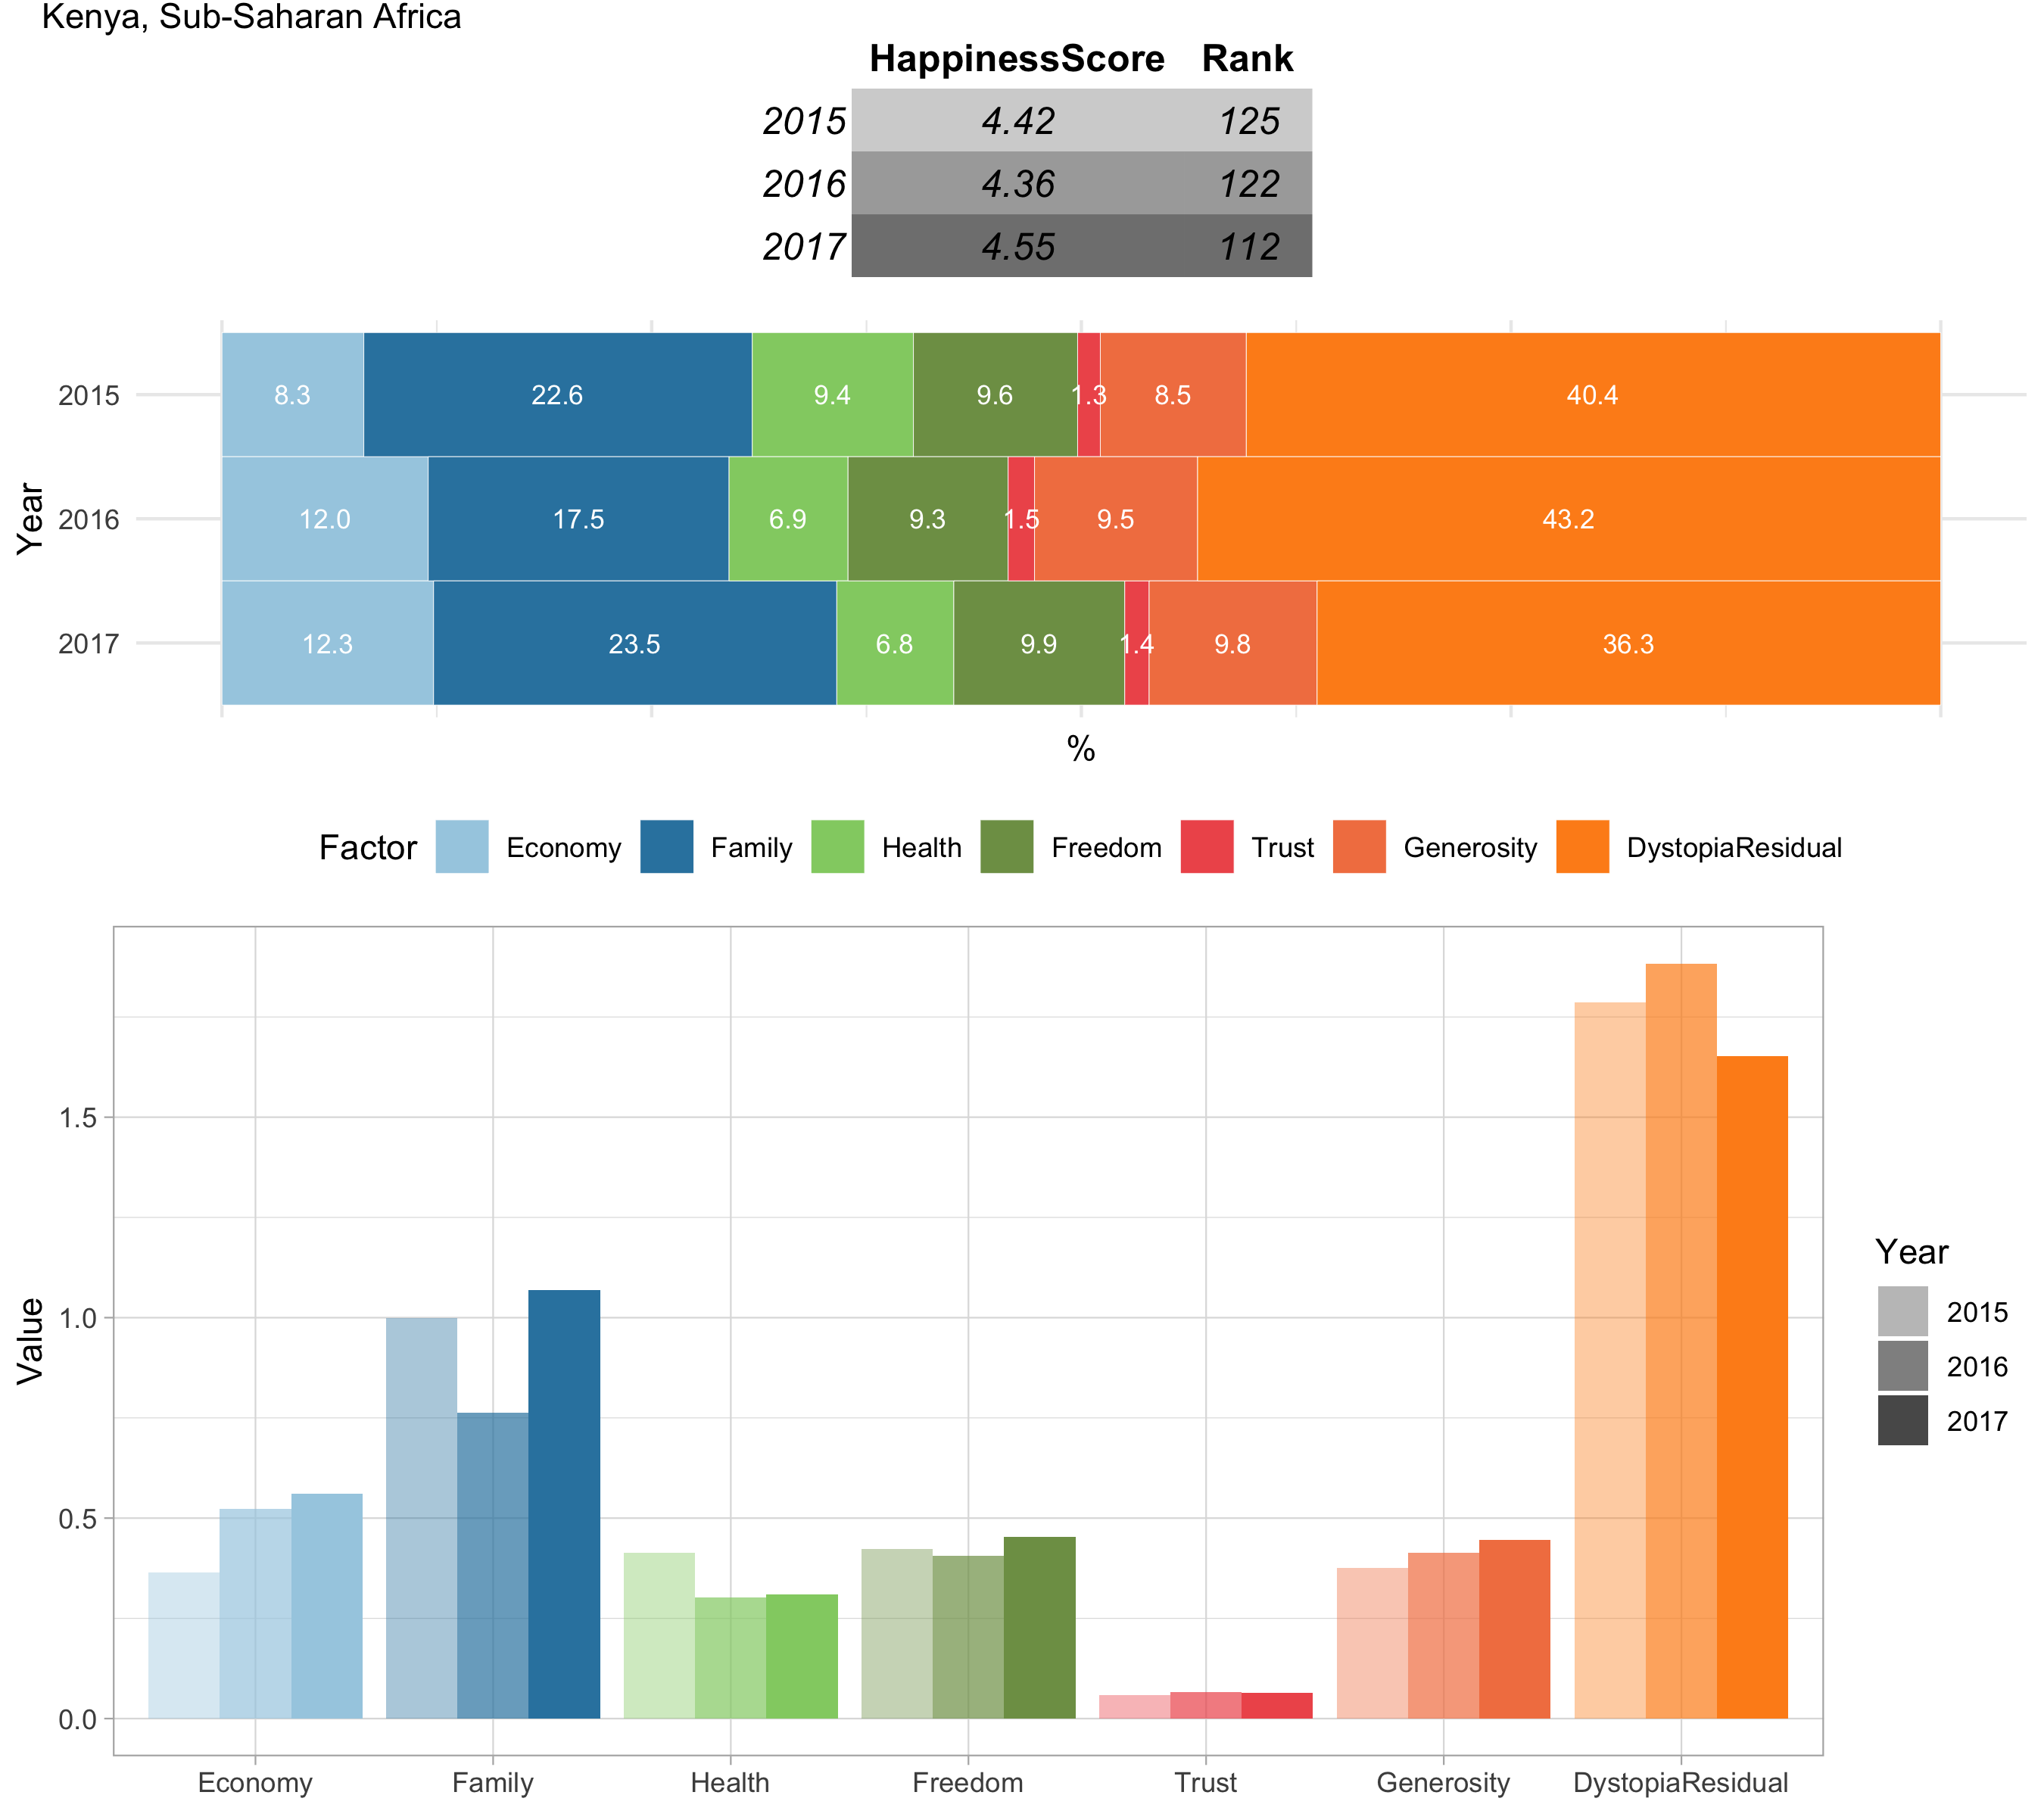 Kenya, Sub-Saharan Africa
HappinessScore Rank
2015 4.42 125
2016 4.36 122
2017 4.55 112
Year
2015 8.3 22.6 9.4 9.6 1.3 8.5 40.4
2016 12.0 17.5 6.9 9.3 1.5 9.5 43.2
2017 12.3 23.5 6.8 9.9 1.4 9.8 36.3
%
Factor Economy Family Health Freedom Trust Generosity DystopiaResidual
Value
1.5
1.0
0.5
0.0
Economy Family Health Freedom Trust Generosity DystopiaResidual
Year
2015
2016
2017